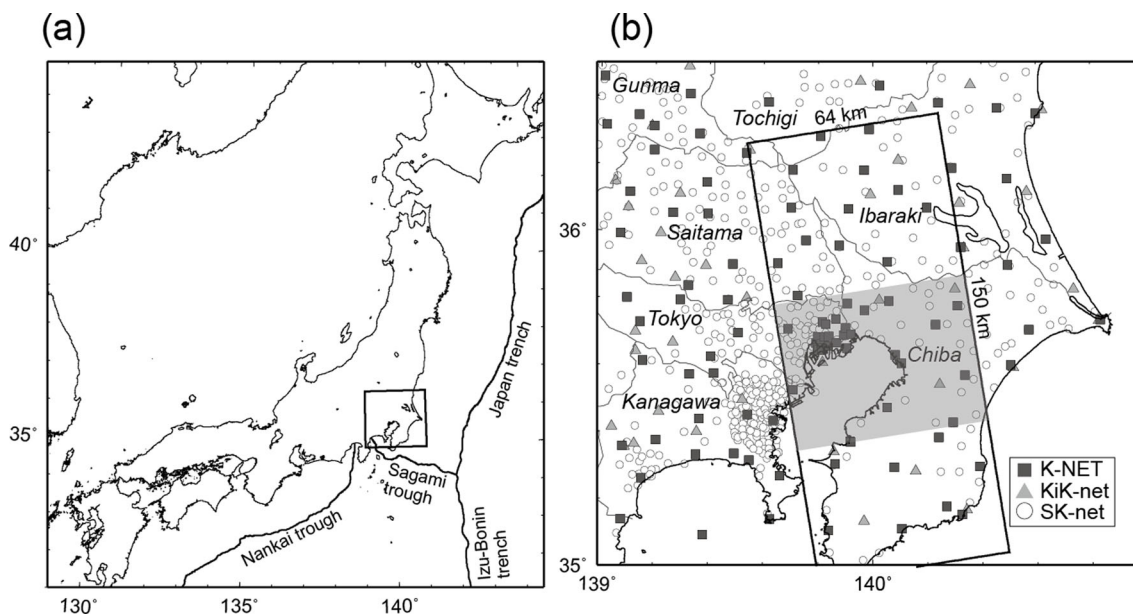 (a)
(b)
40°
35°
130°
135°
140°
Japan trench
Sagami
trough
Nankai trough
Izu-Bonin
trench
Gunma
Tochigi
64 km
Ibaraki
Saitama
36°
150 km
Tokyo
Chiba
Kanagawa
K-NET
KiK-net
SK-net
35°
139°
140°